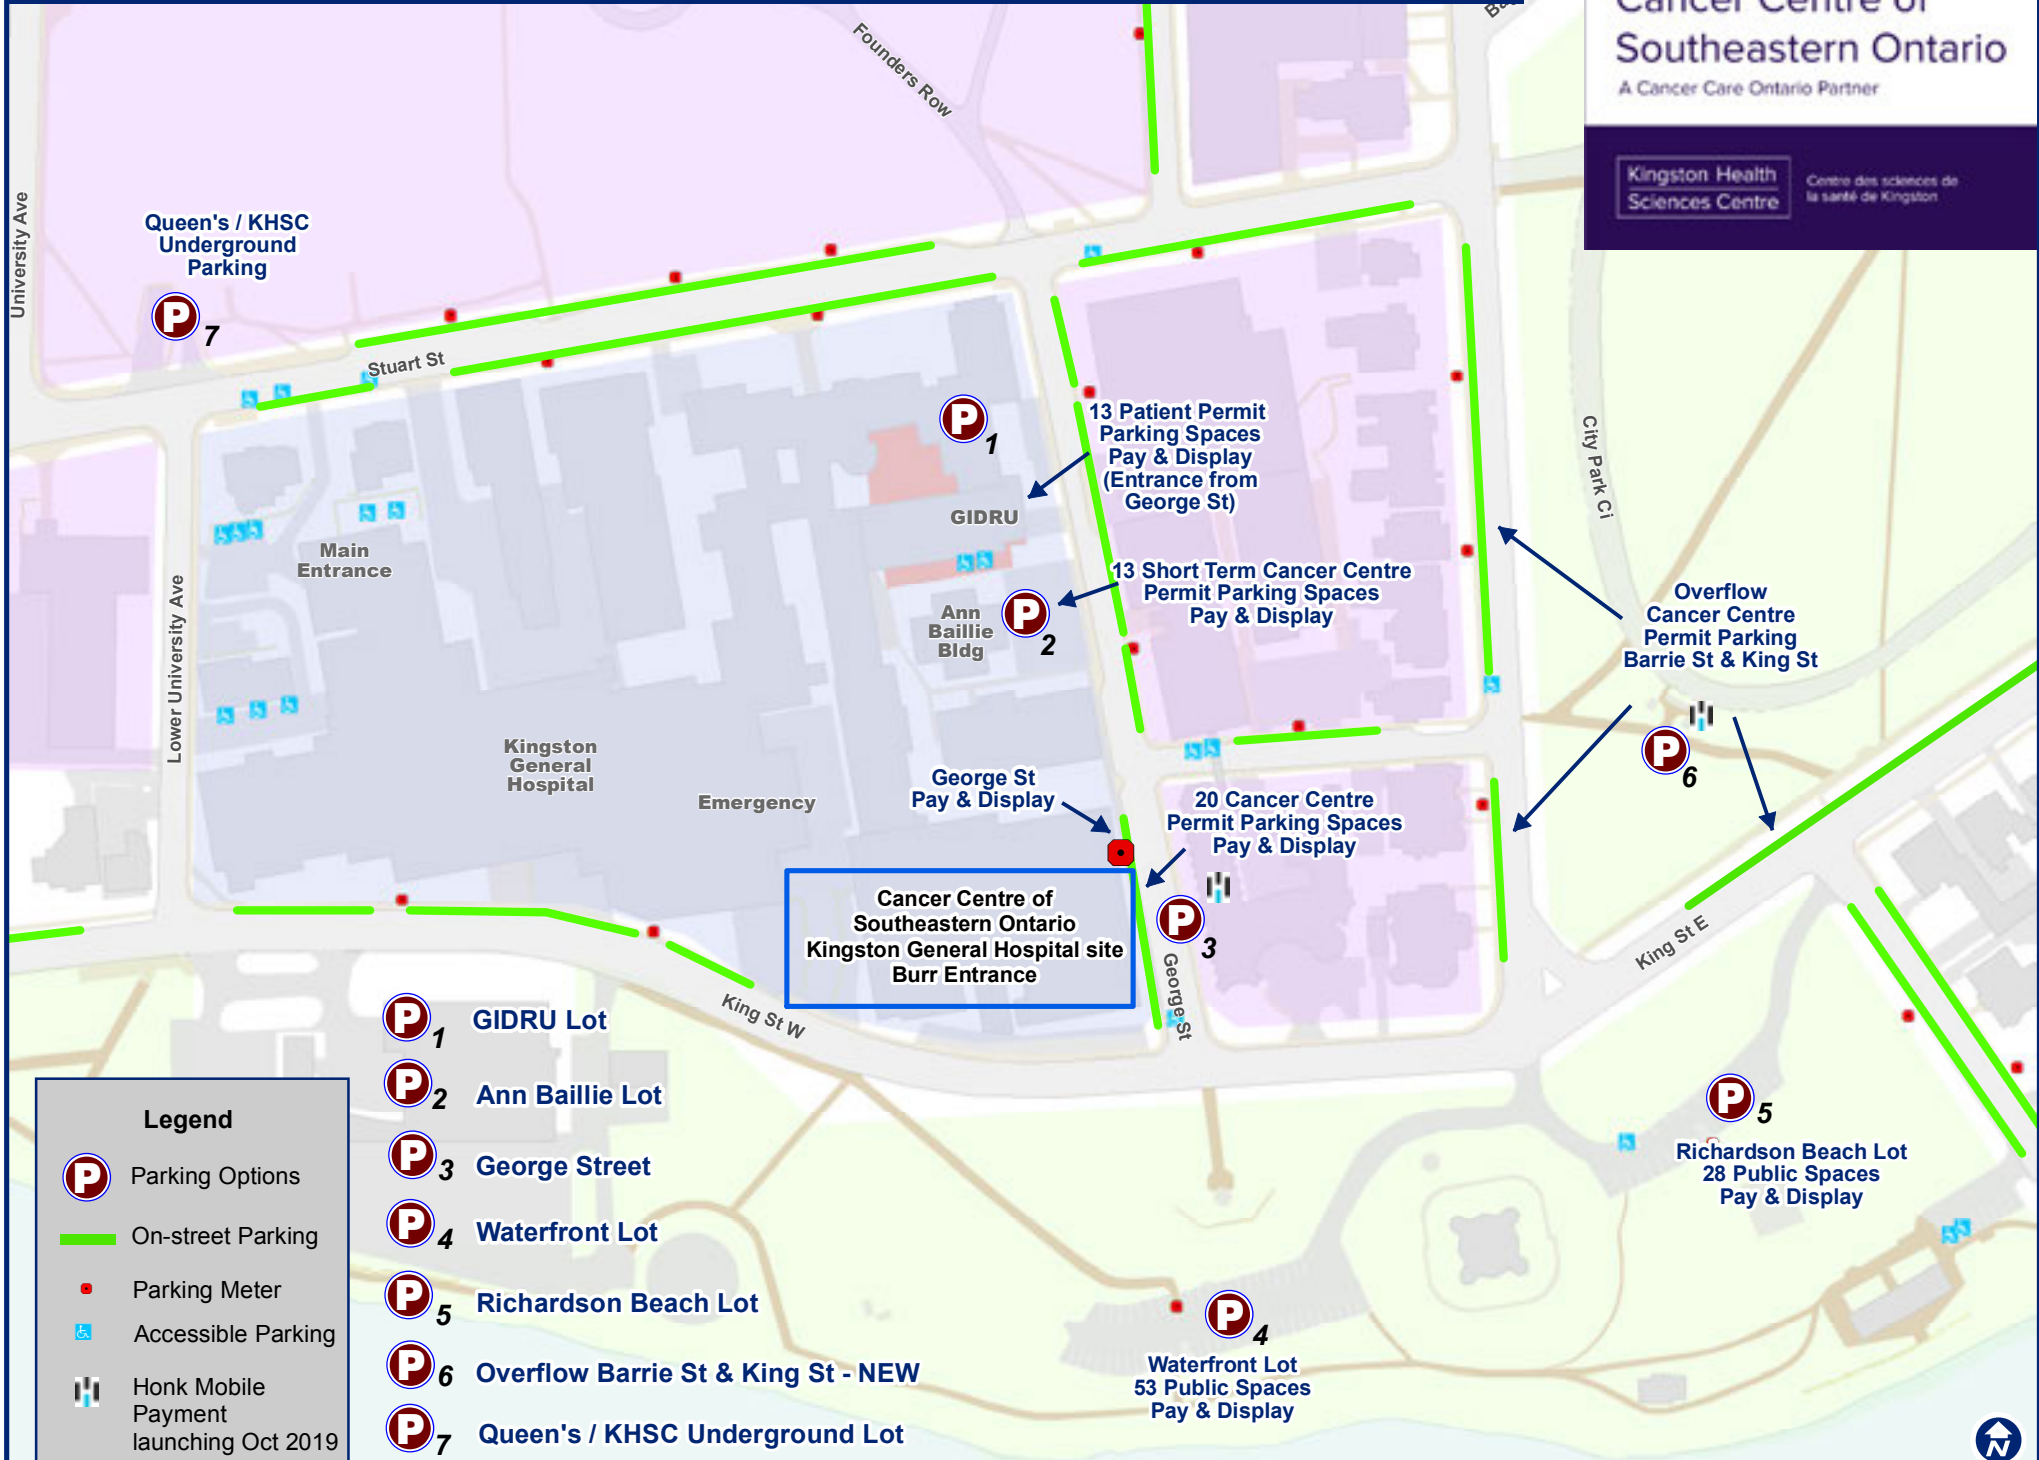 Cancer Centre of
Southeastern Ontario
A Cancer Care Ontario Partner
Kingston Health
Sciences Centre
Centre des sciences de
la santé de Kingston
Founders Row
University Ave
Queen's / KHSC
Underground
Parking
P 7
Stuart St
P 1
13 Patient Permit
Parking Spaces
Pay & Display
(Entrance from
George St)
City Park Ci
GIDRU
Main
Entrance
13 Short Term Cancer Centre
Permit Parking Spaces
Pay & Display
Ann
Baillie
Bldg
P 2
Overflow
Cancer Centre
Permit Parking
Barrie St & King St
P 6
Lower University Ave
Kingston
General
Hospital
Emergency
George St
Pay & Display
20 Cancer Centre
Permit Parking Spaces
Pay & Display
P 3
Cancer Centre of
Southeastern Ontario
Kingston General Hospital site
Burr Entrance
George St
King St E
King St W
P 1 GIDRU Lot
P 2 Ann Baillie Lot
P 3 George Street
P 4 Waterfront Lot
P 5 Richardson Beach Lot
P 6 Overflow Barrie St & King St - NEW
P 7 Queen's / KHSC Underground Lot
Legend
P Parking Options
On-street Parking
Parking Meter
Accessible Parking
Honk Mobile
Payment
launching Oct 2019
P 5
Richardson Beach Lot
28 Public Spaces
Pay & Display
P 4
Waterfront Lot
53 Public Spaces
Pay & Display
N